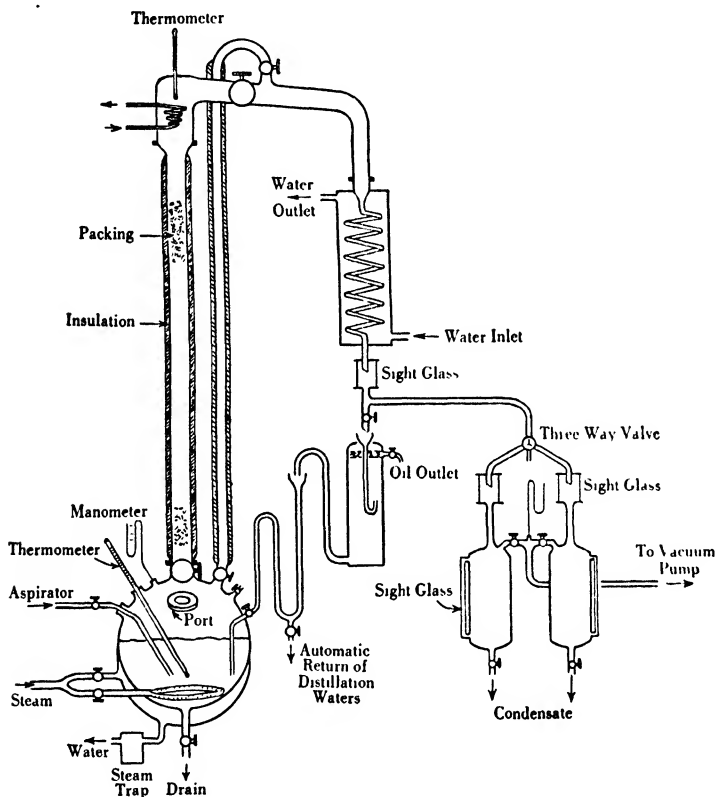 Thermometer
Water
Outlet
Packing
Insulation
Water Inlet
Sight Glass
Three Way Valve
Oil Outlet
Sight Glass
Manometer
Thermometer
To Vacuum
Pump
Aspirator
Port
Sight Glass
Automatic
Return of
Distillation
Waters
Steam
Condensate
Water
Steam
Trap
Drain